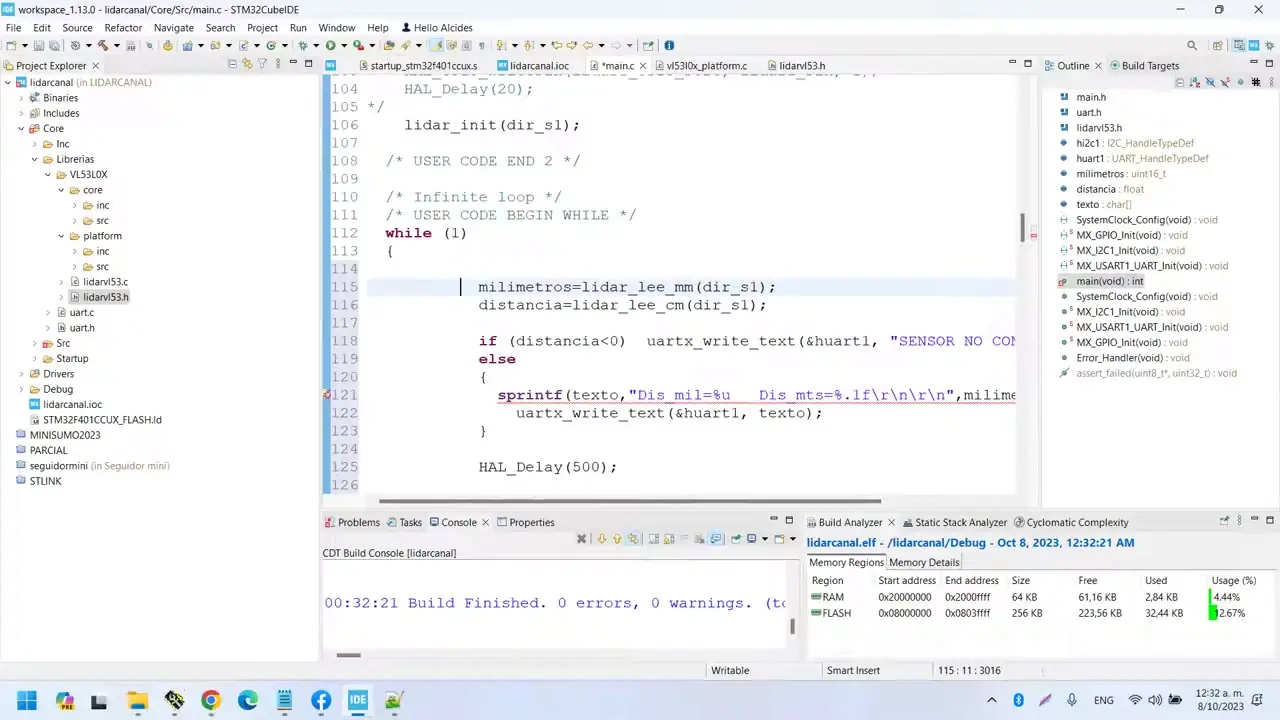 workspace_1.13.0 - lidarcanal/Core/Src/main.c - STM32CubeIDE
File Edit Source Refactor Navigate Search Project Run Window Help Hello Alcides
Project Explorer
lidarcanal (in LIDARCANAL)
Binaries
Includes
Core
Inc
Librerias
VL53L0X
core
inc
src
platform
inc
src
lidarvl53.c
lidarvl53.h
uart.c
uart.h
Src
Startup
Drivers
Debug
lidarcanal.ioc
STM32F401CCUX_FLASH.ld
MINISUMO2023
PARCIAL
seguidormini (in Seguidor mini)
STLINK
startup_stm32f401ccux.s lidarcanal.ioc *main.c vl53l0x_platform.c lidarvl53.h
104 HAL_Delay(20);
105 */
106 lidar_init(dir_s1);
107
108 /* USER CODE END 2 */
109
110 /* Infinite loop */
111 /* USER CODE BEGIN WHILE */
112 while (1)
113 {
114
115 milimetros=lidar_lee_mm(dir_s1);
116 distancia=lidar_lee_cm(dir_s1);
117
118 if (distancia<0) uartx_write_text(&huart1, "SENSOR NO CON
119 else
120 {
121 sprintf(texto,"Dis_mil=%u Dis_mts=%.1f\r\n\r\n",milime
122 uartx_write_text(&huart1, texto);
123 }
124
125 HAL_Delay(500);
126
Outline Build Targets
main.h
uart.h
lidarvl53.h
hi2c1 : I2C_HandleTypeDef
huart1 : UART_HandleTypeDef
milimetros : uint16_t
distancia : float
texto : char[]
SystemClock_Config(void) : void
MX_GPIO_Init(void) : void
MX_I2C1_Init(void) : void
MX_USART1_UART_Init(void) : void
main(void) : int
SystemClock_Config(void) : void
MX_I2C1_Init(void) : void
MX_USART1_UART_Init(void) : void
MX_GPIO_Init(void) : void
Error_Handler(void) : void
assert_failed(uint8_t*, uint32_t) : void
Problems Tasks Console Properties
CDT Build Console [lidarcanal]
00:32:21 Build Finished. 0 errors, 0 warnings. (to
Build Analyzer Static Stack Analyzer Cyclomatic Complexity
lidarcanal.elf - /lidarcanal/Debug - Oct 8, 2023, 12:32:21 AM
Memory Regions Memory Details
Region Start address End address Size Free Used Usage (%)
RAM 0x20000000 0x2000ffff 64 KB 61,16 KB 2,84 KB 4.44%
FLASH 0x08000000 0x0803ffff 256 KB 223,56 KB 32,44 KB 12.67%
Writable Smart Insert 115 : 11 : 3016
IDE
ENG
12:32 a. m.
8/10/2023